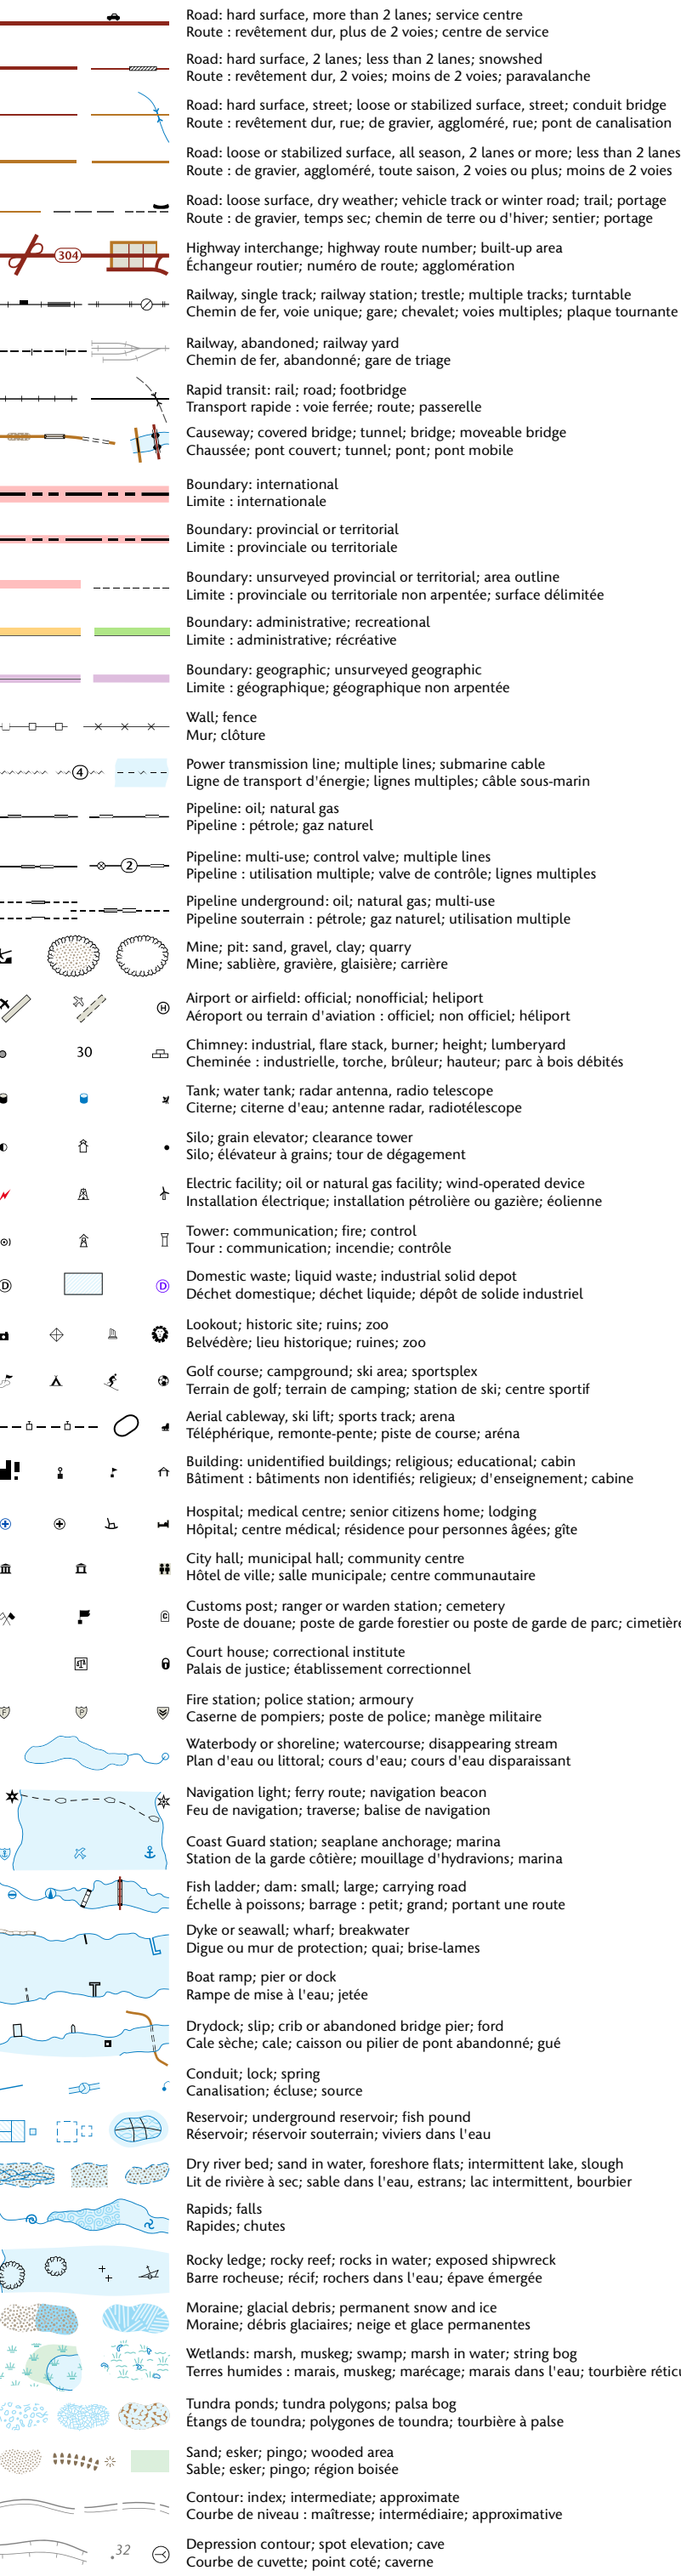 Road: hard surface, more than 2 lanes; service centre
Route : revêtement dur, plus de 2 voies; centre de service
Road: hard surface, 2 lanes; less than 2 lanes; snowshed
Route : revêtement dur, 2 voies; moins de 2 voies; paravalanche
Road: hard surface, street; loose or stabilized surface, street; conduit bridge
Route : revêtement dur, rue; de gravier, aggloméré, rue; pont de canalisation
Road: loose or stabilized surface, all season, 2 lanes or more; less than 2 lanes
Route : de gravier, aggloméré, toute saison, 2 voies ou plus; moins de 2 voies
Road: loose surface, dry weather; vehicle track or winter road; trail; portage
Route : de gravier, temps sec; chemin de terre ou d'hiver; sentier; portage
304
Highway interchange; highway route number; built-up area
Échangeur routier; numéro de route; agglomération
Railway, single track; railway station; trestle; multiple tracks; turntable
Chemin de fer, voie unique; gare; chevalet; voies multiples; plaque tournante
Railway, abandoned; railway yard
Chemin de fer, abandonné; gare de triage
Rapid transit: rail; road; footbridge
Transport rapide : voie ferrée; route; passerelle
Causeway; covered bridge; tunnel; bridge; moveable bridge
Chaussée; pont couvert; tunnel; pont; pont mobile
Boundary: international
Limite : internationale
Boundary: provincial or territorial
Limite : provinciale ou territoriale
Boundary: unsurveyed provincial or territorial; area outline
Limite : provinciale ou territoriale non arpentée; surface délimitée
Boundary: administrative; recreational
Limite : administrative; récréative
Boundary: geographic; unsurveyed geographic
Limite : géographique; géographique non arpentée
Wall; fence
Mur; clôture
4
Power transmission line; multiple lines; submarine cable
Ligne de transport d'énergie; lignes multiples; câble sous-marin
Pipeline: oil; natural gas
Pipeline : pétrole; gaz naturel
2
Pipeline: multi-use; control valve; multiple lines
Pipeline : utilisation multiple; valve de contrôle; lignes multiples
Pipeline underground: oil; natural gas; multi-use
Pipeline souterrain : pétrole; gaz naturel; utilisation multiple
Mine; pit: sand, gravel, clay; quarry
Mine; sablière, gravière, glaisière; carrière
H
Airport or airfield: official; nonofficial; heliport
Aéroport ou terrain d'aviation : officiel; non officiel; héliport
30
Chimney: industrial, flare stack, burner; height; lumberyard
Cheminée : industrielle, torche, brûleur; hauteur; parc à bois débités
Tank; water tank; radar antenna, radio telescope
Citerne; citerne d'eau; antenne radar, radiotélescope
Silo; grain elevator; clearance tower
Silo; élévateur à grains; tour de dégagement
Electric facility; oil or natural gas facility; wind-operated device
Installation électrique; installation pétrolière ou gazière; éolienne
Tower: communication; fire; control
Tour : communication; incendie; contrôle
D D
Domestic waste; liquid waste; industrial solid depot
Déchet domestique; déchet liquide; dépôt de solide industriel
Lookout; historic site; ruins; zoo
Belvédère; lieu historique; ruines; zoo
Golf course; campground; ski area; sportsplex
Terrain de golf; terrain de camping; station de ski; centre sportif
Aerial cableway, ski lift; sports track; arena
Téléphérique, remonte-pente; piste de course; aréna
Building: unidentified buildings; religious; educational; cabin
Bâtiment : bâtiments non identifiés; religieux; d'enseignement; cabine
Hospital; medical centre; senior citizens home; lodging
Hôpital; centre médical; résidence pour personnes âgées; gîte
City hall; municipal hall; community centre
Hôtel de ville; salle municipale; centre communautaire
C
Customs post; ranger or warden station; cemetery
Poste de douane; poste de garde forestier ou poste de garde de parc; cimetière
Court house; correctional institute
Palais de justice; établissement correctionnel
F P
Fire station; police station; armoury
Caserne de pompiers; poste de police; manège militaire
Waterbody or shoreline; watercourse; disappearing stream
Plan d'eau ou littoral; cours d'eau; cours d'eau disparaissant
Navigation light; ferry route; navigation beacon
Feu de navigation; traverse; balise de navigation
Coast Guard station; seaplane anchorage; marina
Station de la garde côtière; mouillage d'hydravions; marina
Fish ladder; dam: small; large; carrying road
Échelle à poissons; barrage : petit; grand; portant une route
Dyke or seawall; wharf; breakwater
Digue ou mur de protection; quai; brise-lames
Boat ramp; pier or dock
Rampe de mise à l'eau; jetée
Drydock; slip; crib or abandoned bridge pier; ford
Cale sèche; cale; caisson ou pilier de pont abandonné; gué
Conduit; lock; spring
Canalisation; écluse; source
Reservoir; underground reservoir; fish pound
Réservoir; réservoir souterrain; viviers dans l'eau
Dry river bed; sand in water, foreshore flats; intermittent lake, slough
Lit de rivière à sec; sable dans l'eau, estrans; lac intermittent, bourbier
Rapids; falls
Rapides; chutes
Rocky ledge; rocky reef; rocks in water; exposed shipwreck
Barre rocheuse; récif; rochers dans l'eau; épave émergée
Moraine; glacial debris; permanent snow and ice
Moraine; débris glaciaires; neige et glace permanentes
Wetlands: marsh, muskeg; swamp; marsh in water; string bog
Terres humides : marais, muskeg; marécage; marais dans l'eau; tourbière
Tundra ponds; tundra polygons; palsa bog
Étangs de toundra; polygones de toundra; tourbière à palse
Sand; esker; pingo; wooded area
Sable; esker; pingo; région boisée
Contour: index; intermediate; approximate
Courbe de niveau : maîtresse; intermédiaire; approximative
.32
Depression contour; spot elevation; cave
Courbe de cuvette; point coté; caverne